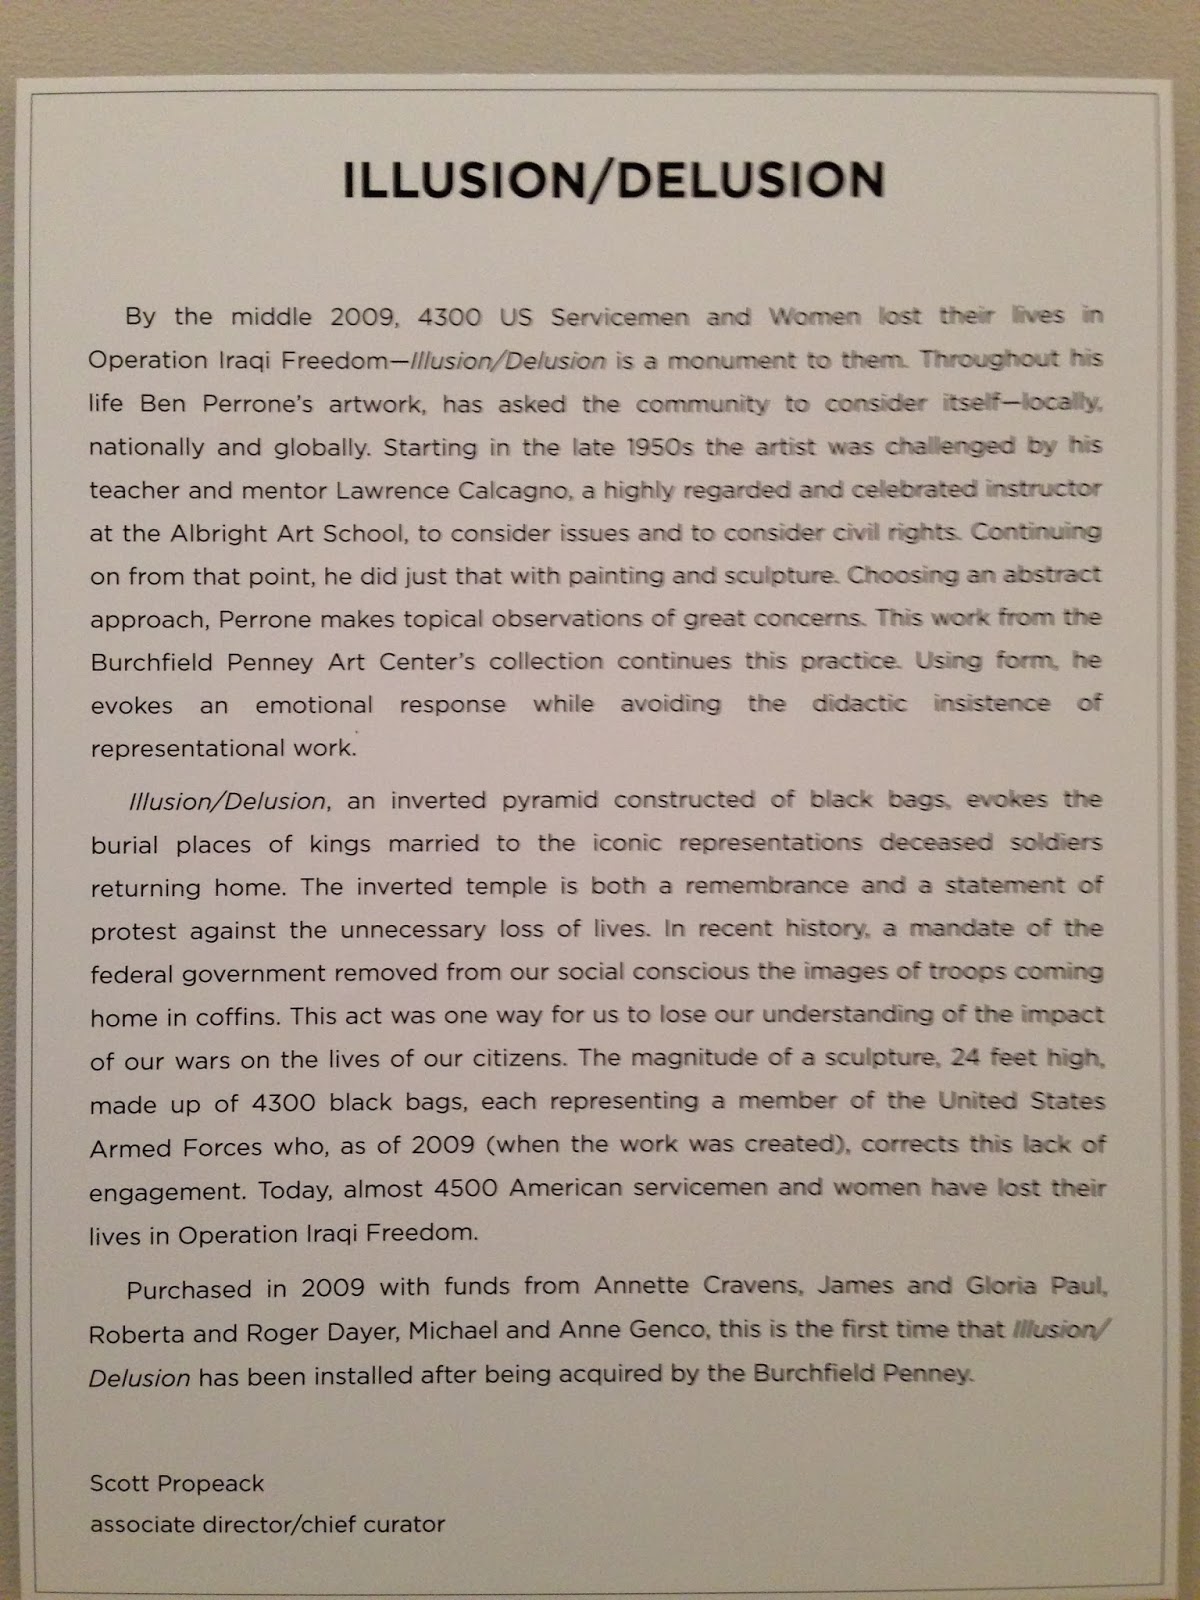 ILLUSION/DELUSION
By the middle 2009, 4300 US Servicemen and Women lost their lives in
Operation Iraqi Freedom—Illusion/Delusion is a monument to them. Throughout his
life Ben Perrone's artwork, has asked the community to consider itself—locally,
nationally and globally. Starting in the late 1950s the artist was challenged by his
teacher and mentor Lawrence Calcagno, a highly regarded and celebrated instructor
at the Albright Art School, to consider issues and to consider civil rights. Continuing
on from that point, he did just that with painting and sculpture. Choosing an abstract
approach, Perrone makes topical observations of great concerns. This work from the
Burchfield Penney Art Center's collection continues this practice. Using form, he
evokes an emotional response while avoiding the didactic insistence of
representational work.
Illusion/Delusion, an inverted pyramid constructed of black bags, evokes the
burial places of kings married to the iconic representations deceased soldiers
returning home. The inverted temple is both a remembrance and a statement of
protest against the unnecessary loss of lives. In recent history, a mandate of the
federal government removed from our social conscious the images of troops coming
home in coffins. This act was one way for us to lose our understanding of the impact
of our wars on the lives of our citizens. The magnitude of a sculpture, 24 feet high,
made up of 4300 black bags, each representing a member of the United States
Armed Forces who, as of 2009 (when the work was created), corrects this lack of
engagement. Today, almost 4500 American servicemen and women have lost their
lives in Operation Iraqi Freedom.
Purchased in 2009 with funds from Annette Cravens, James and Gloria Paul,
Roberta and Roger Dayer, Michael and Anne Genco, this is the first time that Illusion/
Delusion has been installed after being acquired by the Burchfield Penney.
Scott Propeack
associate director/chief curator